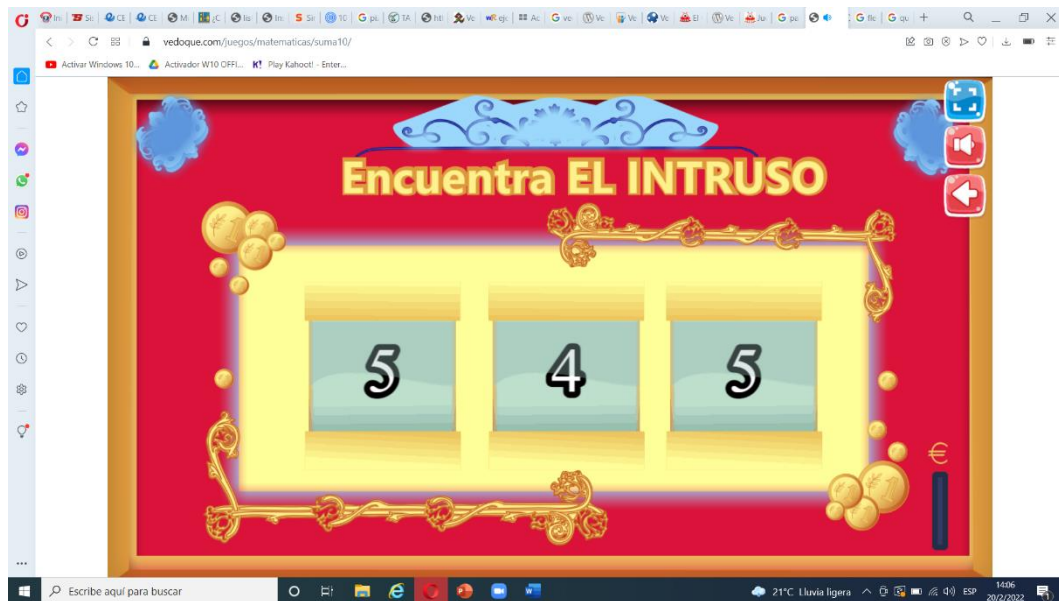 vedoque.com/juegos/matematicas/suma10/
Activar Windows 10...
Activador W10 OFFI...
K! Play Kahoot! - Enter...
Encuentra EL INTRUSO
5 4 5
€
Escribe aquí para buscar
21°C Lluvia ligera
ESP
14:06
20/2/2022